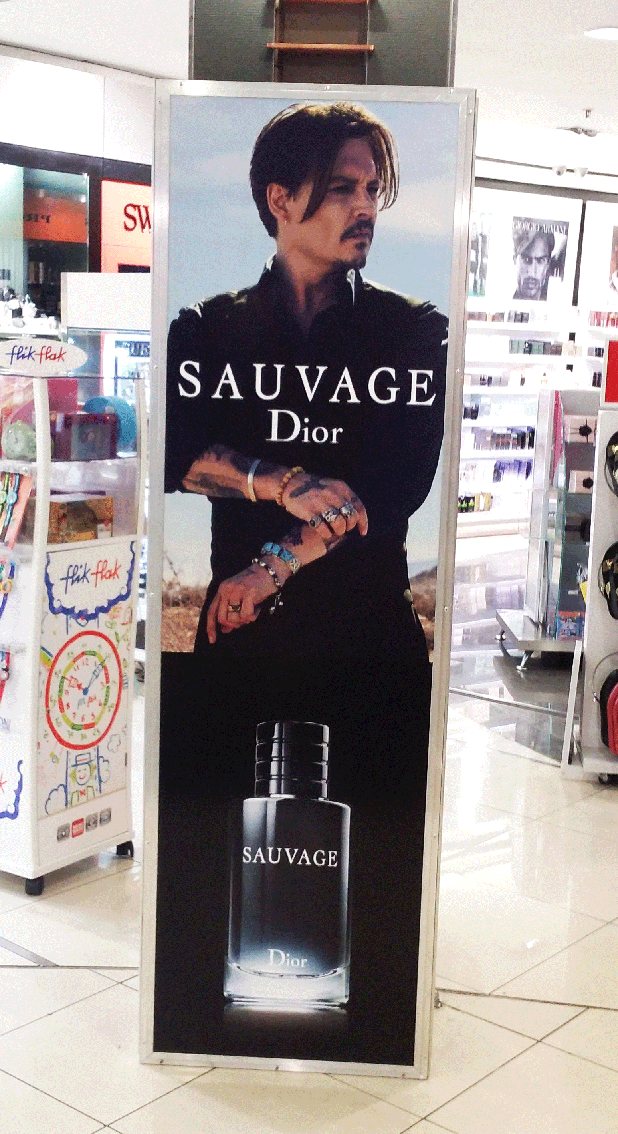 SW
GIORGIO ARMANI
flik flak
SAUVAGE
Dior
flik flak
SAUVAGE
Dior